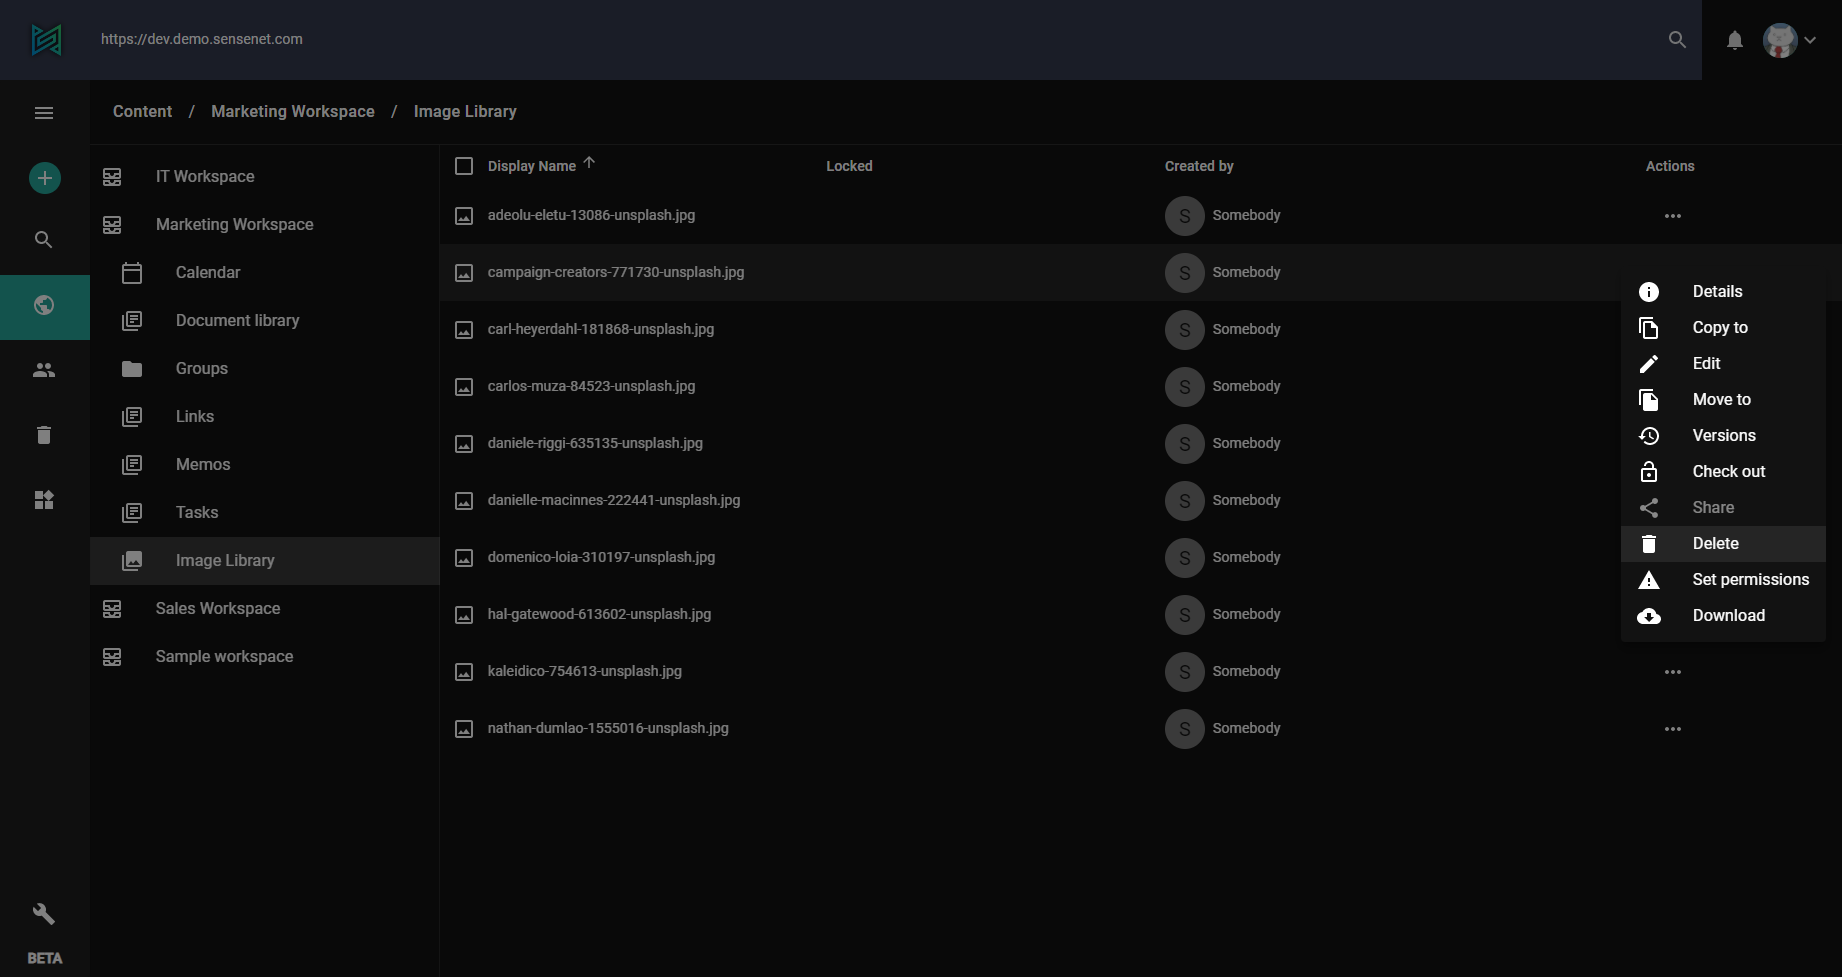 https://dev.demo.sensenet.com
Content / Marketing Workspace / Image Library
IT Workspace
Marketing Workspace
Calendar
Document library
Groups
Links
Memos
Tasks
Image Library
Sales Workspace
Sample workspace
BETA
Display Name Locked Created by Actions
adeolu-eletu-13086-unsplash.jpg S Somebody
campaign-creators-771730-unsplash.jpg S Somebody
carl-heyerdahl-181868-unsplash.jpg S Somebody
carlos-muza-84523-unsplash.jpg S Somebody
daniele-riggi-635135-unsplash.jpg S Somebody
danielle-macinnes-222441-unsplash.jpg S Somebody
domenico-loia-310197-unsplash.jpg S Somebody
hal-gatewood-613602-unsplash.jpg S Somebody
kaleidico-754613-unsplash.jpg S Somebody
nathan-dumlao-1555016-unsplash.jpg S Somebody
Details
Copy to
Edit
Move to
Versions
Check out
Share
Delete
Set permissions
Download